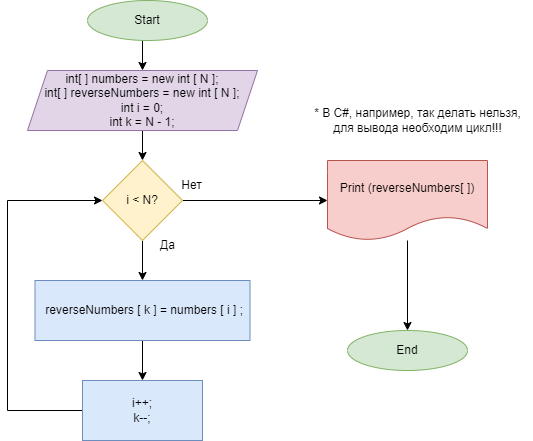 Start
int[ ] numbers = new int [ N ];
int[ ] reverseNumbers = new int [ N ];
int i = 0;
int k = N - 1;
* В C#, например, так делать нельзя,
для вывода необходим цикл!!!
i < N?
Нет
Print (reverseNumbers[ ])
Да
reverseNumbers [ k ] = numbers [ i ] ;
End
i++;
k--;